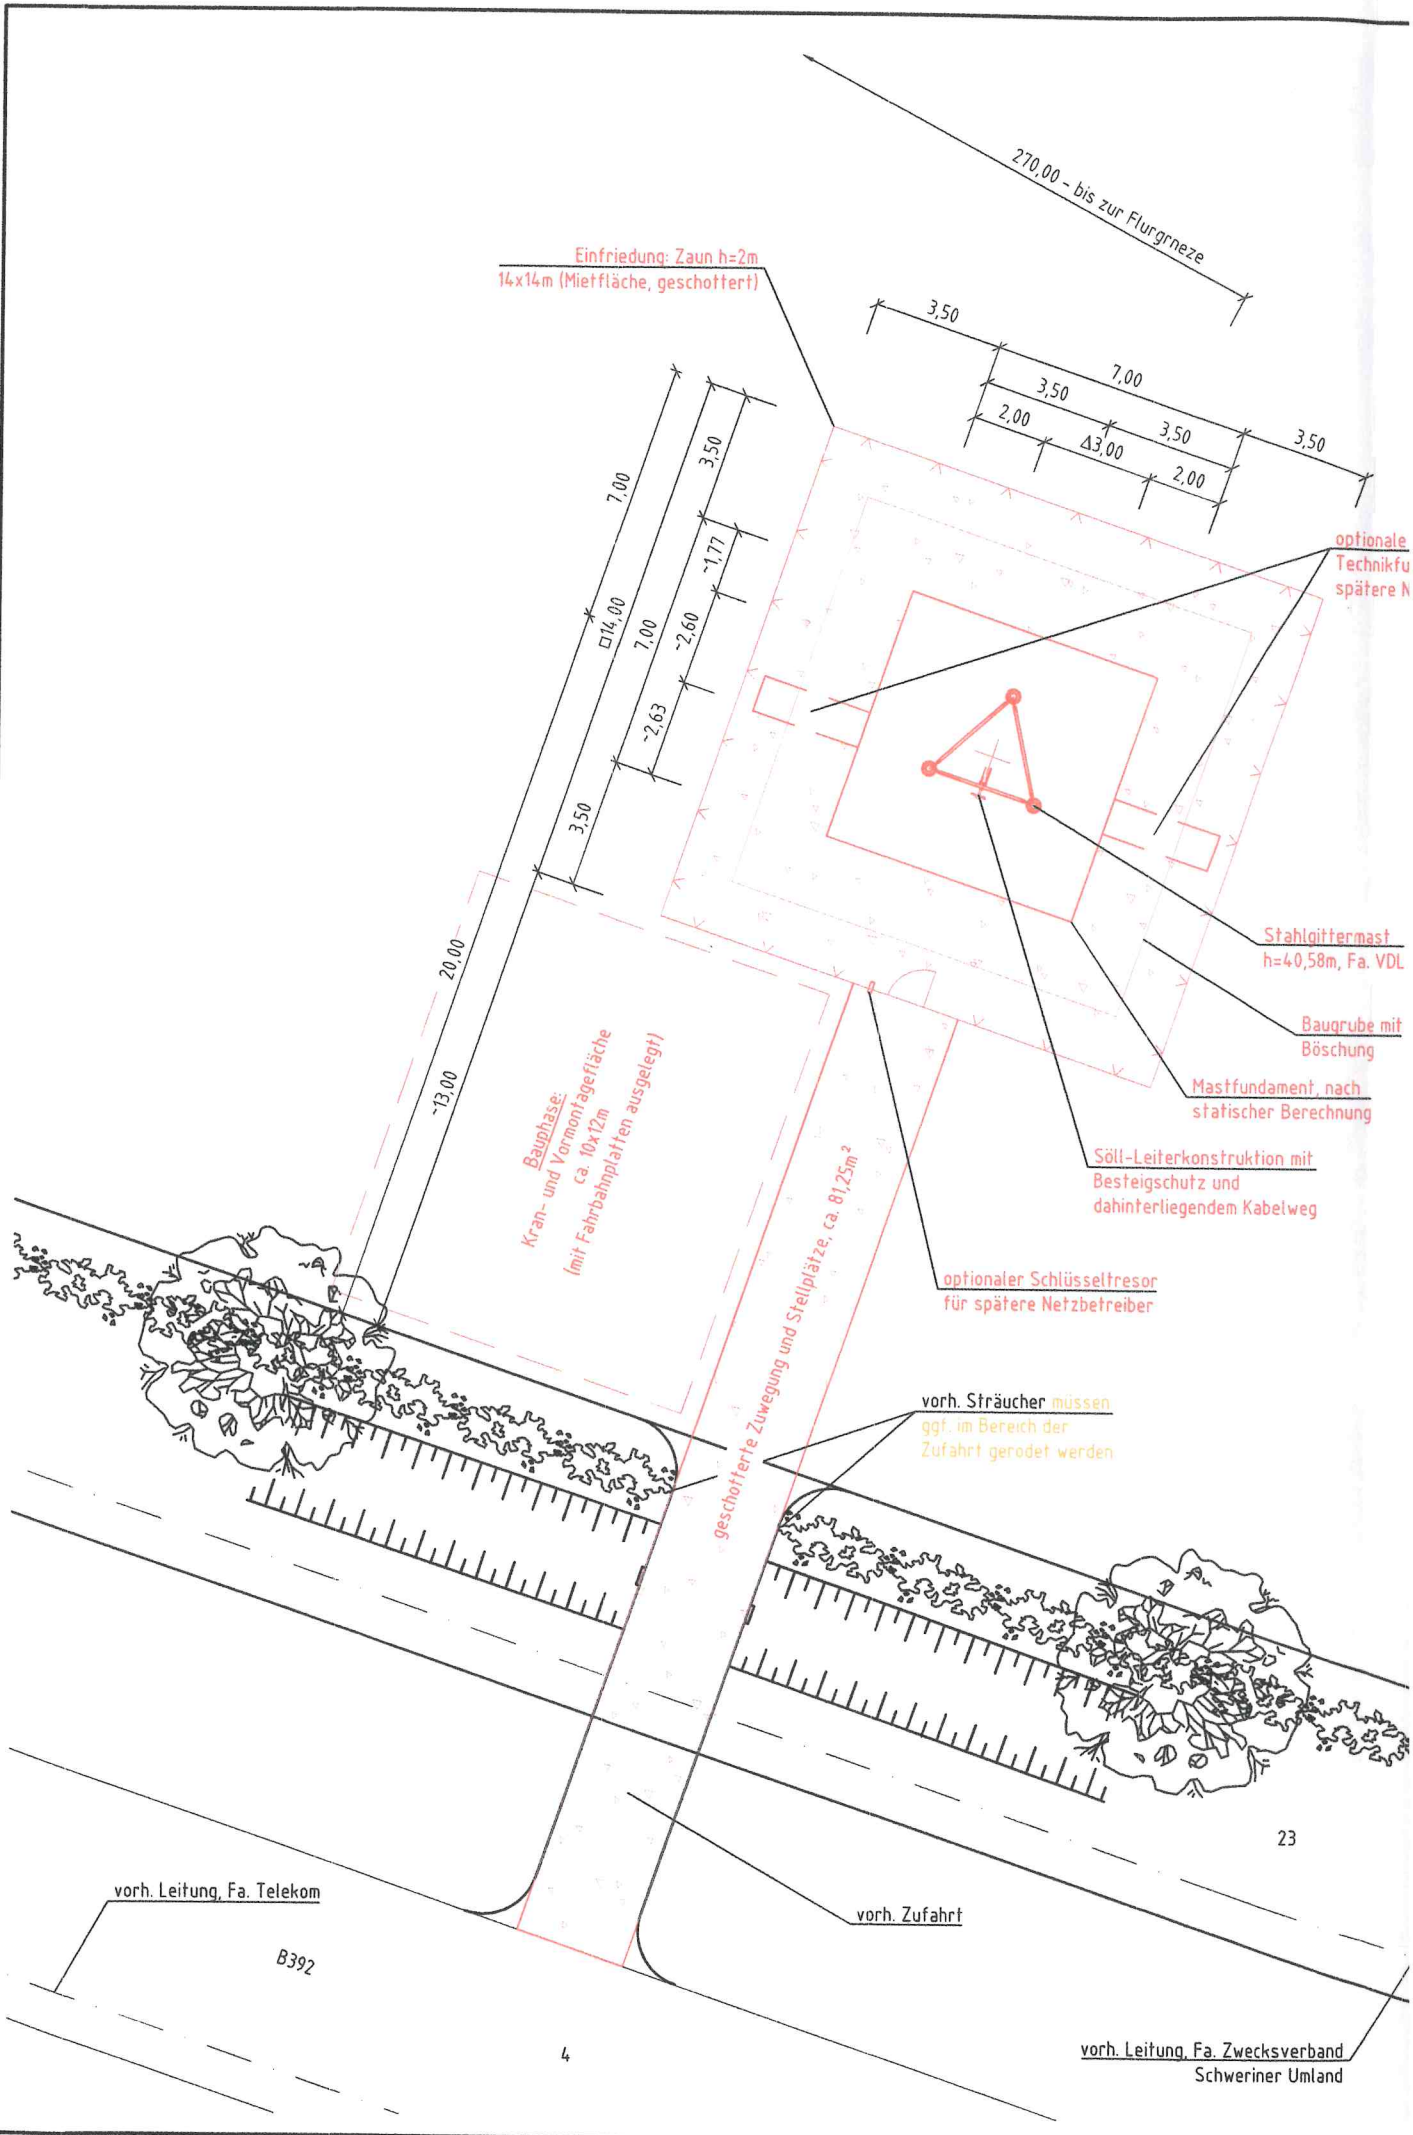 270,00 - bis zur Flurgrneze
Einfriedung: Zaun h=2m
14x14m (Mietfläche, geschottert)
3,50
7,00
3,50
3,50
3,50
2,00
Δ3,00
2,00
7,00
□14,00
7,00
3,50
~1,77
~2,60
~2,63
3,50
20,00
~13,00
optionale
Technikfu
spätere N
Stahlgittermast
h=40,58m, Fa. VDL
Baugrube mit
Böschung
Mastfundament, nach
statischer Berechnung
Söll-Leiterkonstruktion mit
Besteigschutz und
dahinterliegendem Kabelweg
optionaler Schlüsseltresor
für spätere Netzbetreiber
Bauphase:
Kran- und Vormontagefläche
ca. 10x12m
(mit Fahrbahnplatten ausgelegt)
geschotterte Zuwegung und Stellplätze, ca. 81,25m²
vorh. Sträucher müssen
ggf. im Bereich der
Zufahrt gerodet werden
23
vorh. Leitung, Fa. Telekom
vorh. Zufahrt
B392
4
vorh. Leitung, Fa. Zwecksverband
Schweriner Umland